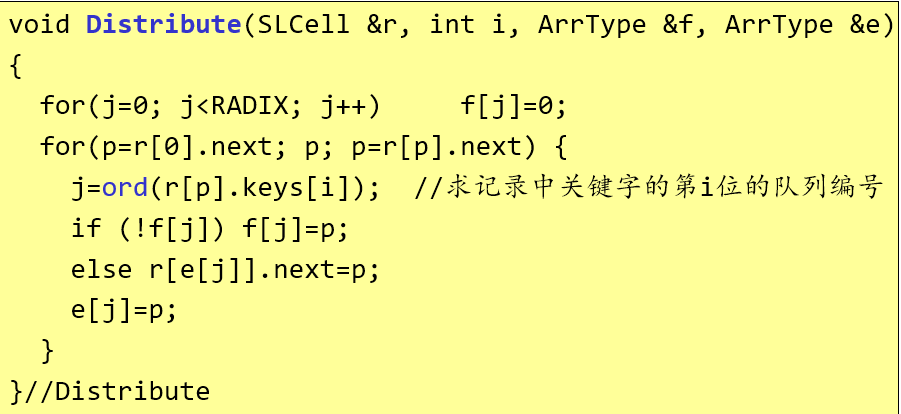 void Distribute(SLCell &r, int i, ArrType &f, ArrType &e)
{
  for(j=0; j<RADIX; j++)     f[j]=0;
  for(p=r[0].next; p; p=r[p].next) {
    j=ord(r[p].keys[i]);  //求记录中关键字的第i位的队列编号
    if (!f[j]) f[j]=p;
    else r[e[j]].next=p;
    e[j]=p;
  }
}//Distribute